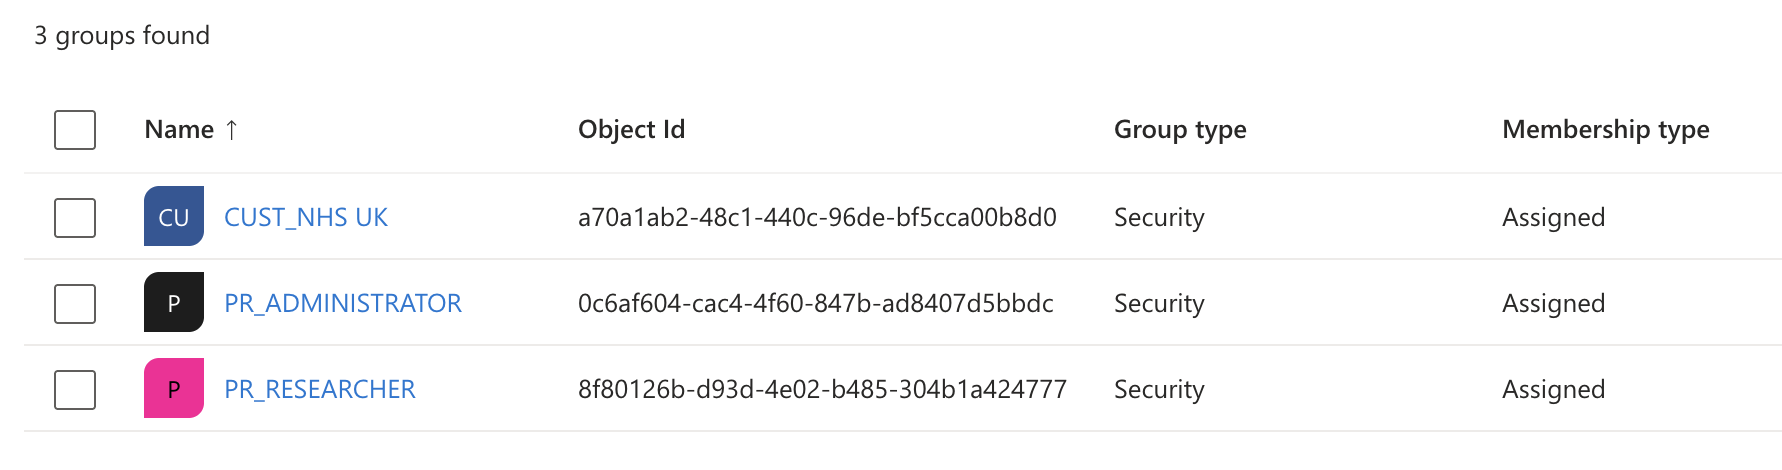 3 groups found
Name ↑ Object Id Group type Membership type
CU CUST_NHS UK a70a1ab2-48c1-440c-96de-bf5cca00b8d0 Security Assigned
P PR_ADMINISTRATOR 0c6af604-cac4-4f60-847b-ad8407d5bbdc Security Assigned
P PR_RESEARCHER 8f80126b-d93d-4e02-b485-304b1a424777 Security Assigned